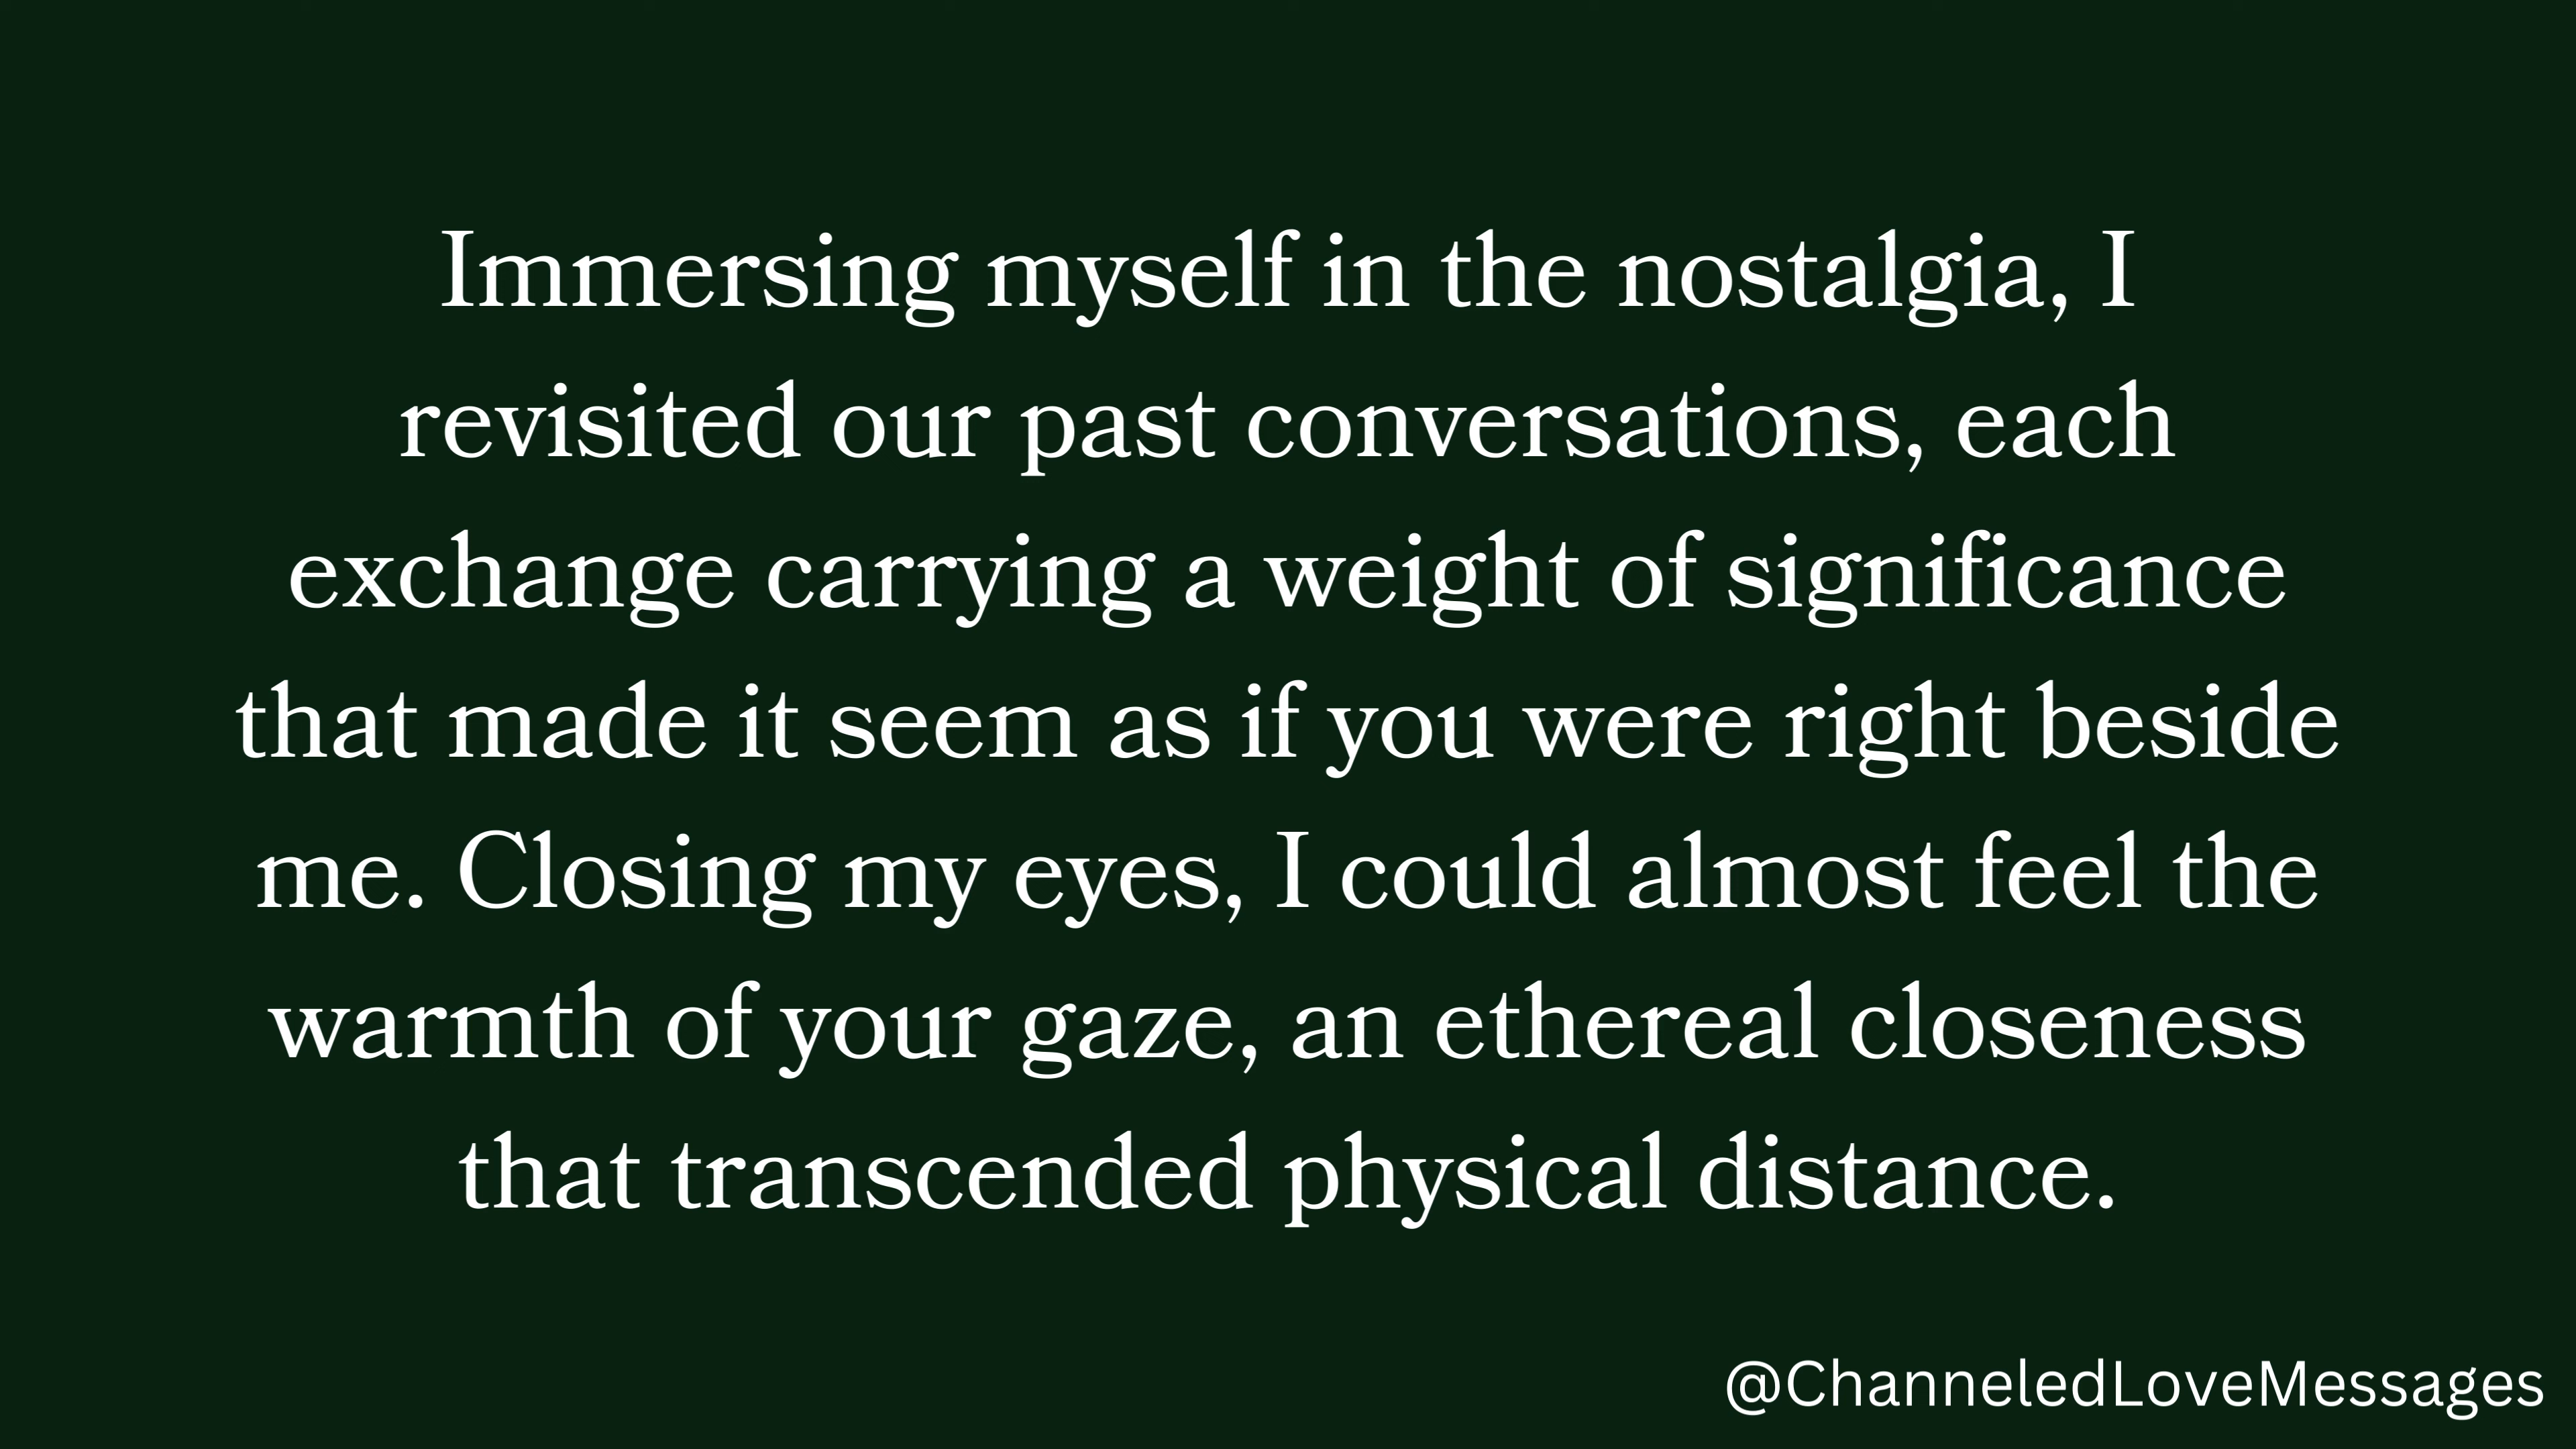 Immersing myself in the nostalgia, I
revisited our past conversations, each
exchange carrying a weight of significance
that made it seem as if you were right beside
me. Closing my eyes, I could almost feel the
warmth of your gaze, an ethereal closeness
that transcended physical distance.
@ChanneledLoveMessages